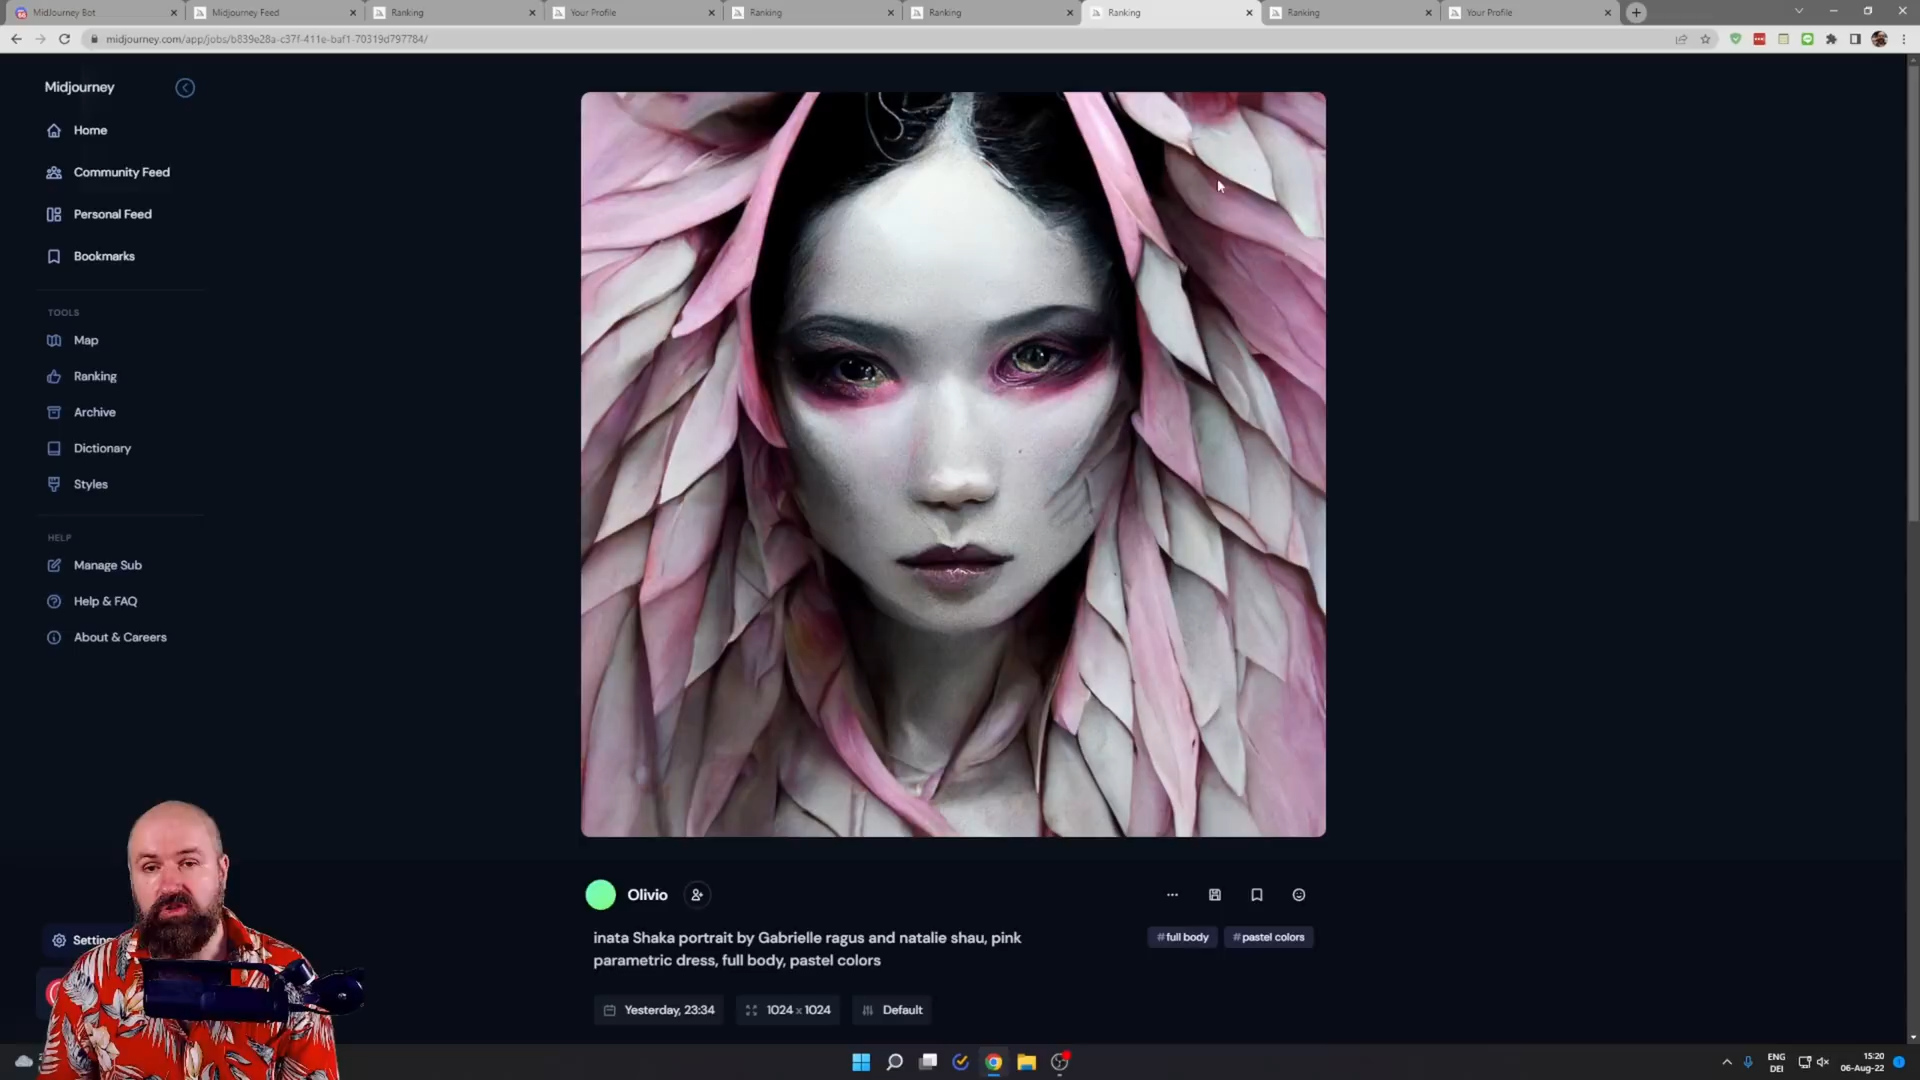 MidJourney Bot
Midjourney Feed
Ranking
Your Profile
Ranking
Ranking
Ranking
Ranking
Your Profile
midjourney.com/app/jobs/b839e28a-c37f-411e-baf1-70319d797784/
Midjourney
Home
Community Feed
Personal Feed
Bookmarks
TOOLS
Map
Ranking
Archive
Dictionary
Styles
HELP
Manage Sub
Help & FAQ
About & Careers
Olivio
inata Shaka portrait by Gabrielle ragus and natalie shau, pink
parametric dress, full body, pastel colors
#full body #pastel colors
Yesterday, 23:34
1024 x 1024
Default
ENG
DEI
15:20
06-Aug-22